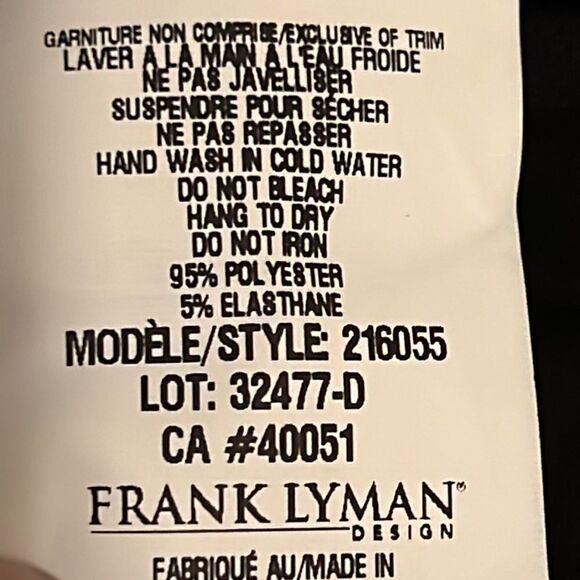 GARNITURE NON COMPRISE/EXCLUSIVE OF TRIM
LAVER A LA MAIN A L'EAU FROIDE
NE PAS JAVELLISER
SUSPENDRE POUR SECHER
NE PAS REPASSER
HAND WASH IN COLD WATER
DO NOT BLEACH
HANG TO DRY
DO NOT IRON
95% POLYESTER
5% ELASTHANE
MODÈLE/STYLE: 216055
LOT: 32477-D
CA #40051
FRANK LYMAN
DESIGN
FABRIQUÉ AU/MADE IN